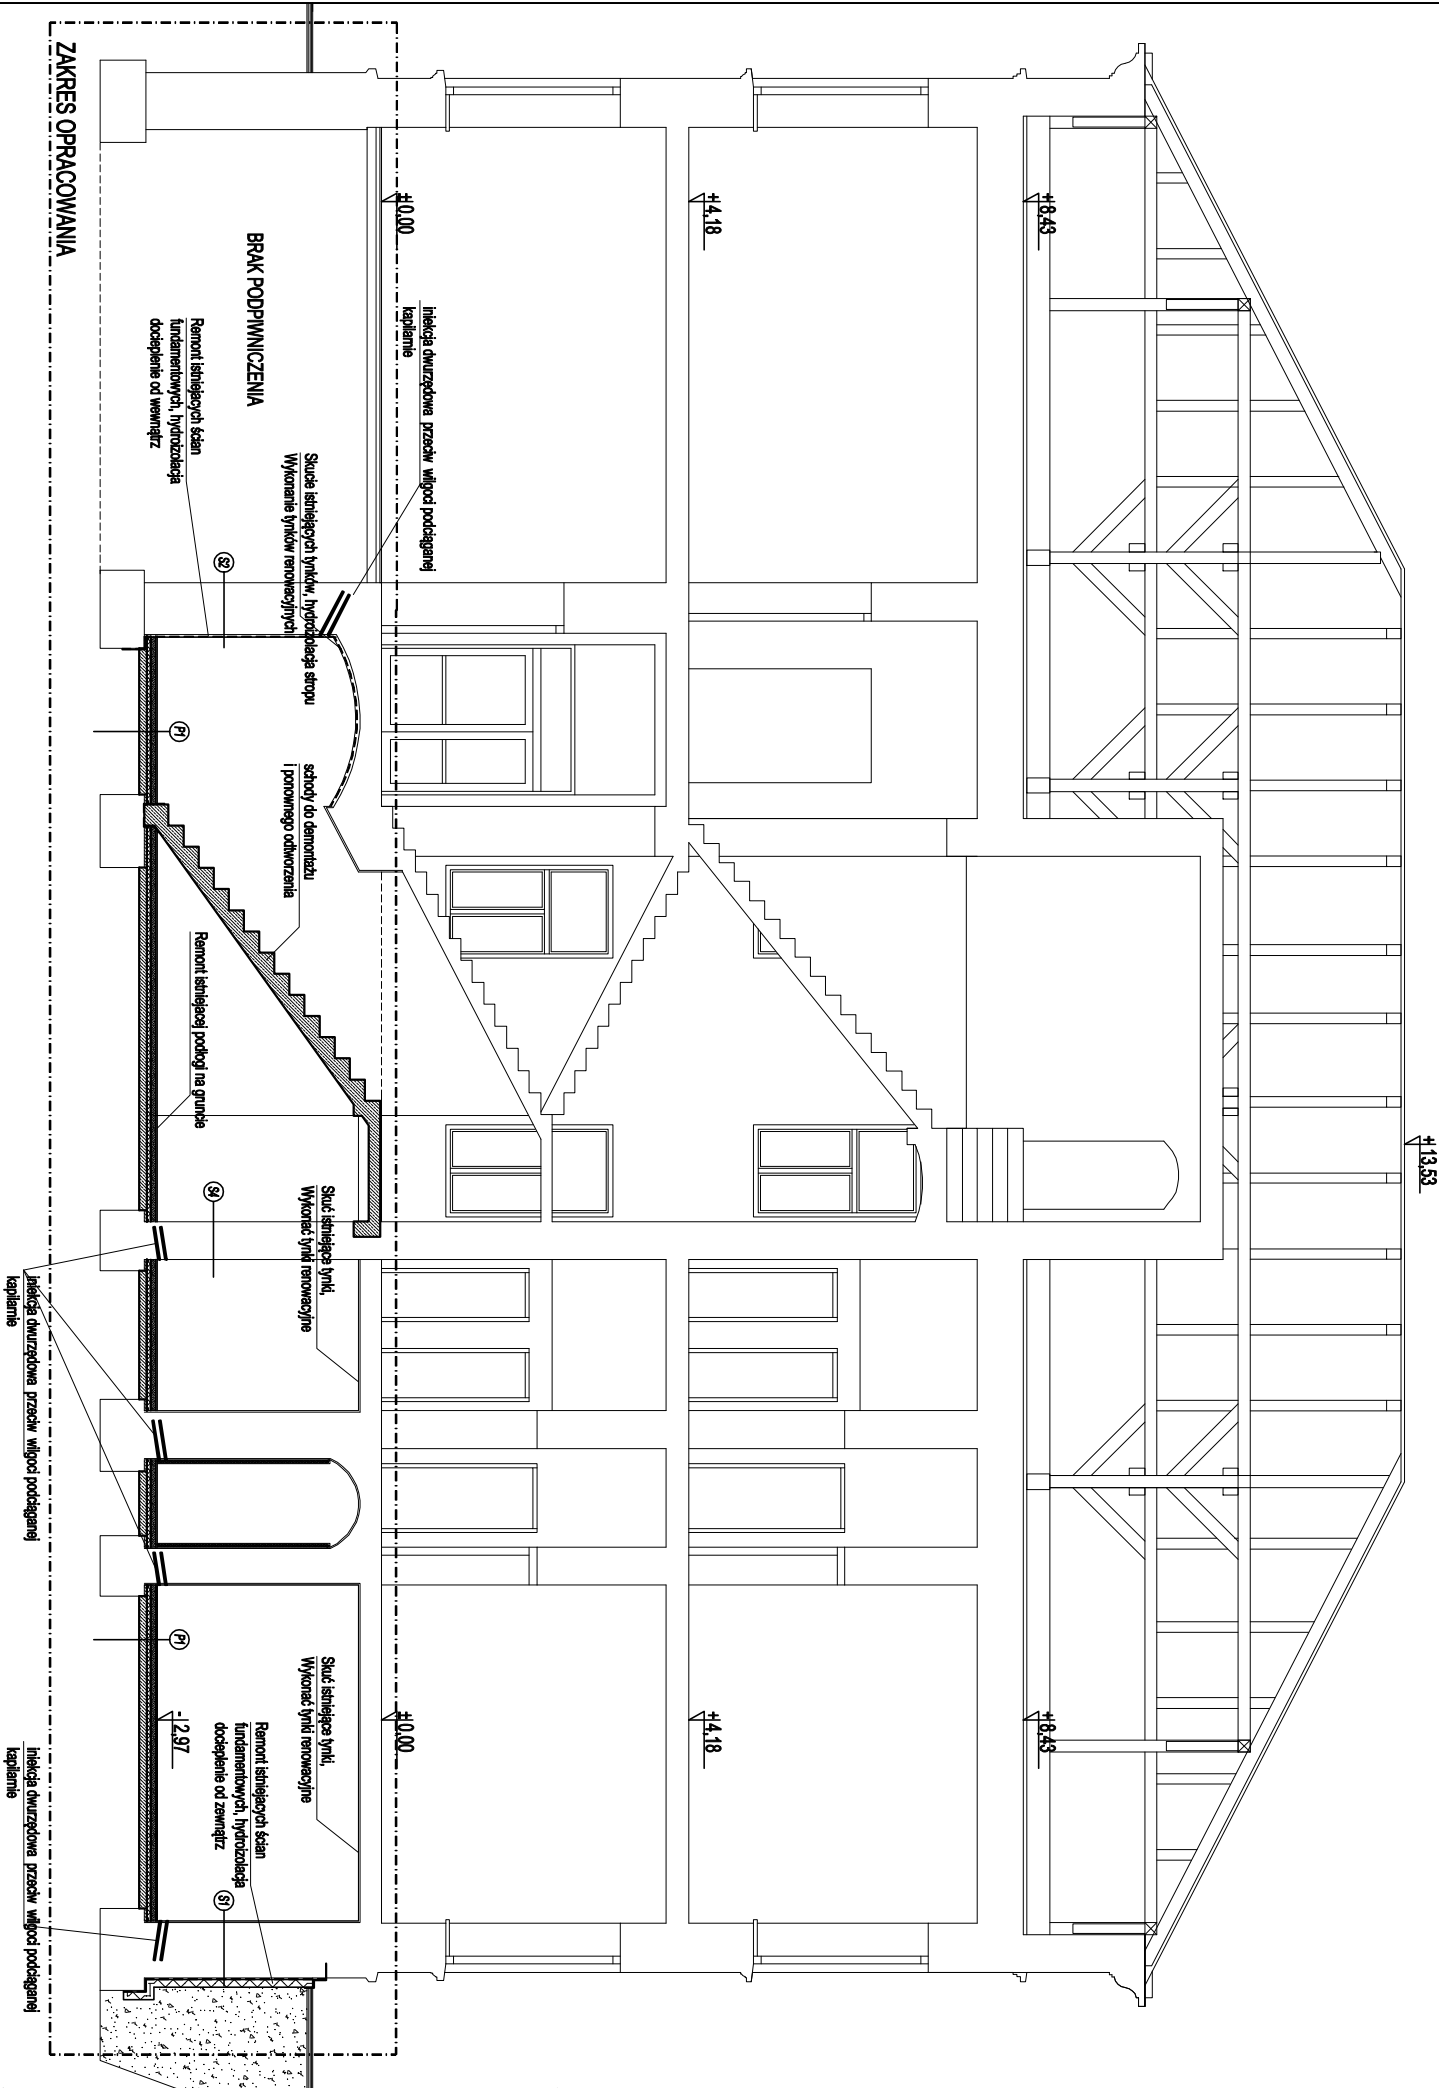 +13,53
+8,43
+8,43
+4,18
+4,18
iniekcja dwurzędowa przeciw wilgoci podciąganej
kapilarnie
±0,00
±0,00
Skucie istniejących tynków, hydroizolacja stropu
Wykonanie tynków renowacyjnych
schody do demontażu
i ponownego odtworzenia
Skuć istniejące tynki,
Wykonać tynki renowacyjne
Skuć istniejące tynki,
Wykonać tynki renowacyjne
BRAK PODPIWNICZENIA
Remont istniejacych ścian
fundamentowych, hydroizolacja
docieplenie od wewnątrz
S2
P1
Remont istniejacej podłogi na gruncie
S4
P1
- 2,97
Remont istniejacych ścian
fundamentowych, hydroizolacja
docieplenie od zewnątrz
S1
ZAKRES OPRACOWANIA
iniekcja dwurzędowa przeciw wilgoci podciąganej
kapilarnie
iniekcja dwurzędowa przeciw wilgoci podciąganej
kapilarnie